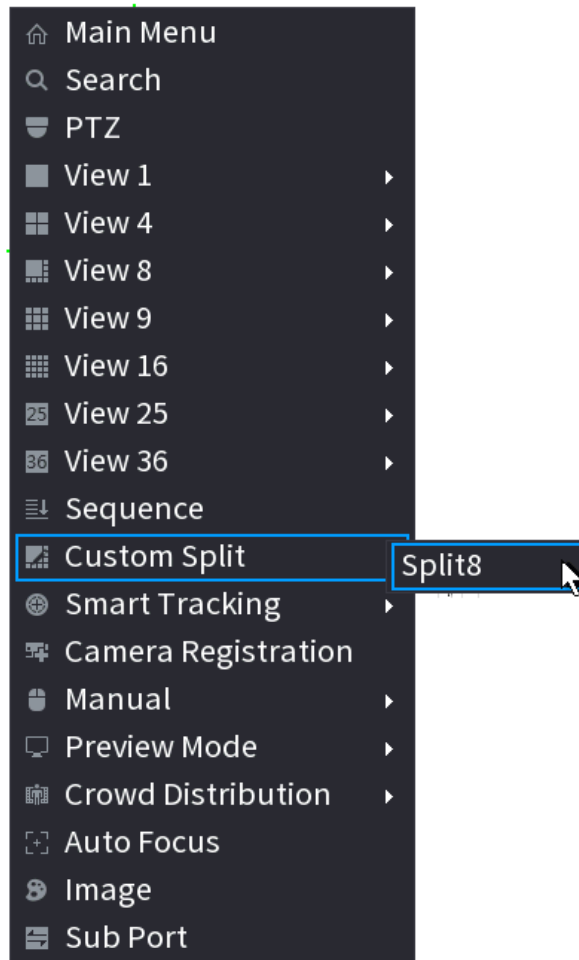 Main Menu
Search
PTZ
View 1
View 4
View 8
View 9
View 16
25 View 25
36 View 36
Sequence
Custom Split
Split8
Smart Tracking
Camera Registration
Manual
Preview Mode
Crowd Distribution
Auto Focus
Image
Sub Port